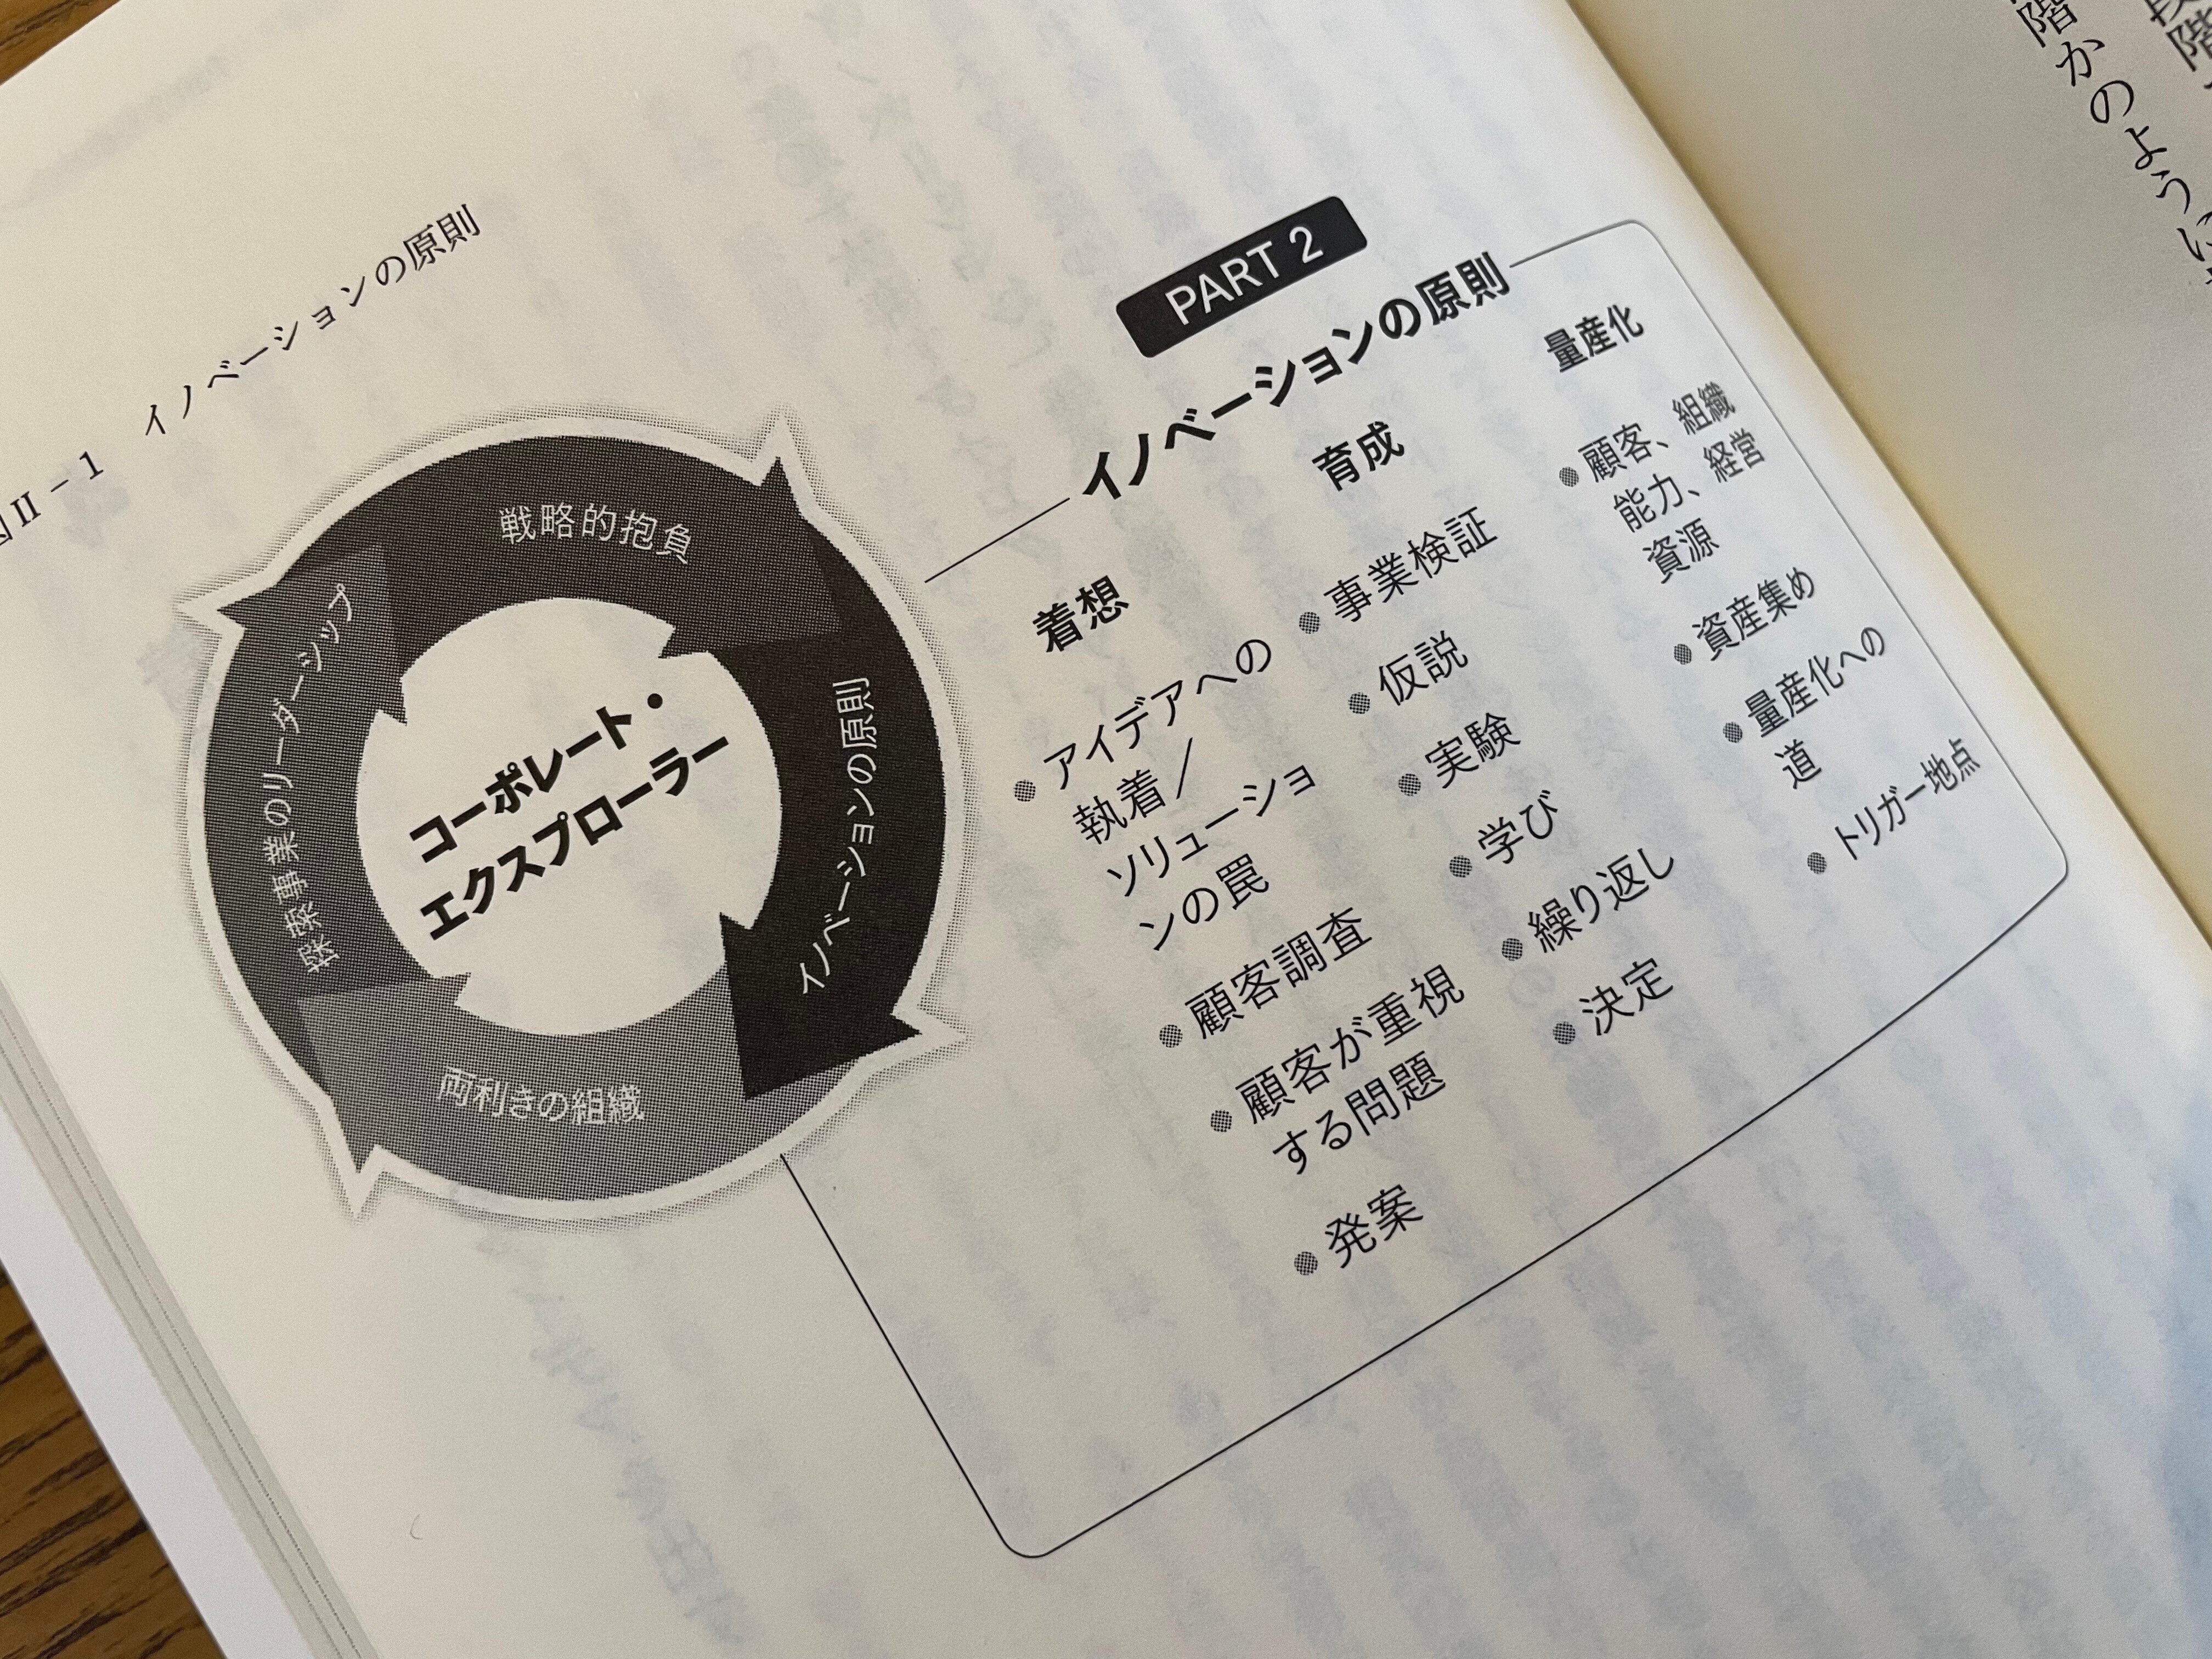 図Ⅱ－1　イノベーションの原則
戦略的抱負
イノベーションの原則
両利きの組織
探索事業のリーダーシップ
コーポレート・
エクスプローラー
PART 2
イノベーションの原則
着想
●アイデアへの
執着／
ソリューショ
ンの罠
●顧客調査
●顧客が重視
する問題
●発案
育成
●事業検証
●仮説
●実験
●学び
●繰り返し
●決定
量産化
●顧客、組織
能力、経営
資源
●資産集め
●量産化への
道
●トリガー地点
階かのように